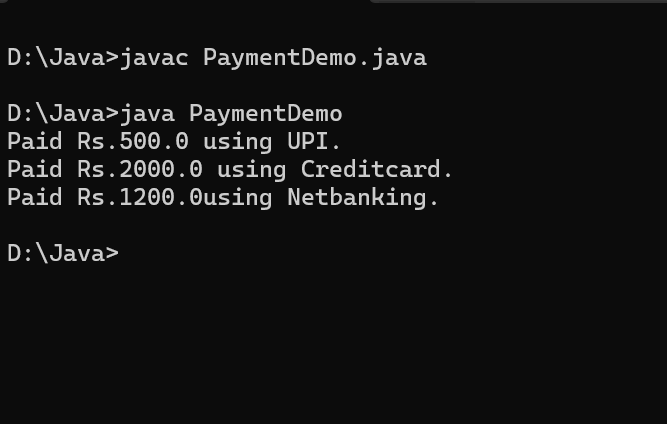 D:\Java>javac PaymentDemo.java
D:\Java>java PaymentDemo
Paid Rs.500.0 using UPI.
Paid Rs.2000.0 using Creditcard.
Paid Rs.1200.0using Netbanking.
D:\Java>